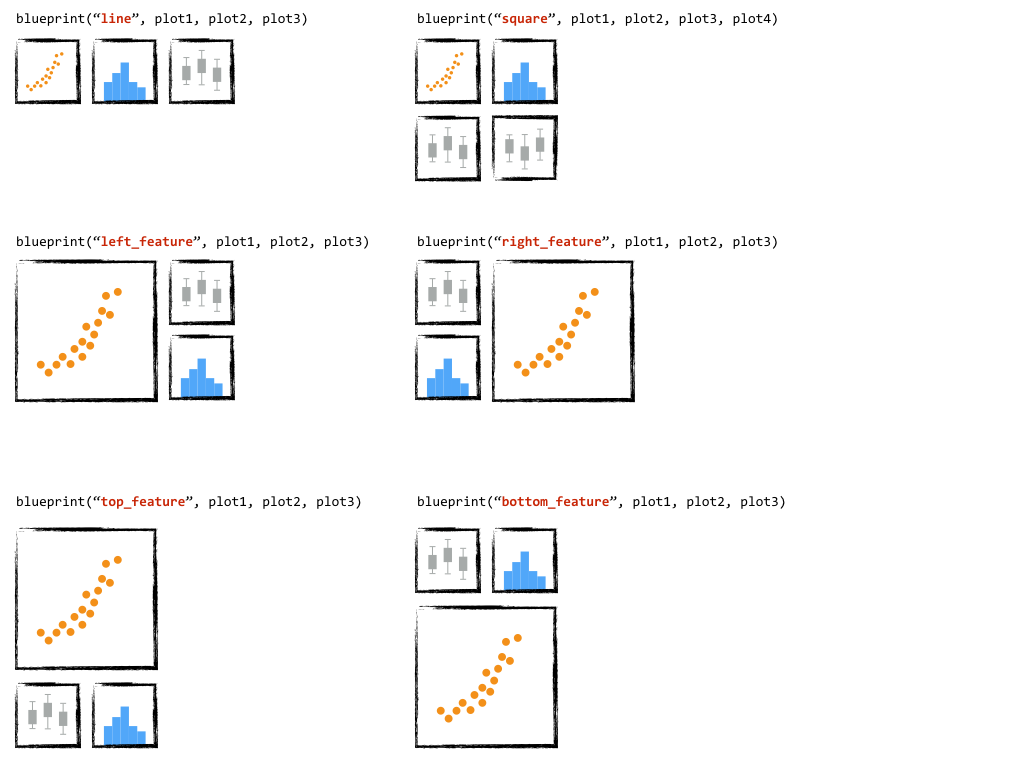 blueprint(“line”, plot1, plot2, plot3)
blueprint(“square”, plot1, plot2, plot3, plot4)
blueprint(“left_feature”, plot1, plot2, plot3)
blueprint(“right_feature”, plot1, plot2, plot3)
blueprint(“top_feature”, plot1, plot2, plot3)
blueprint(“bottom_feature”, plot1, plot2, plot3)